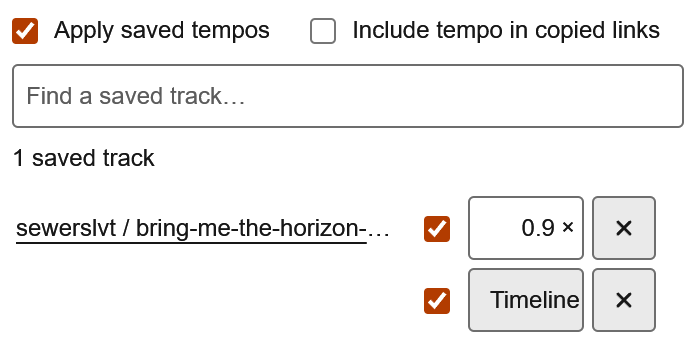 Apply saved tempos Include tempo in copied links
Find a saved track…
1 saved track
sewerslvt / bring-me-the-horizon-… 0.9 × ×
Timeline ×